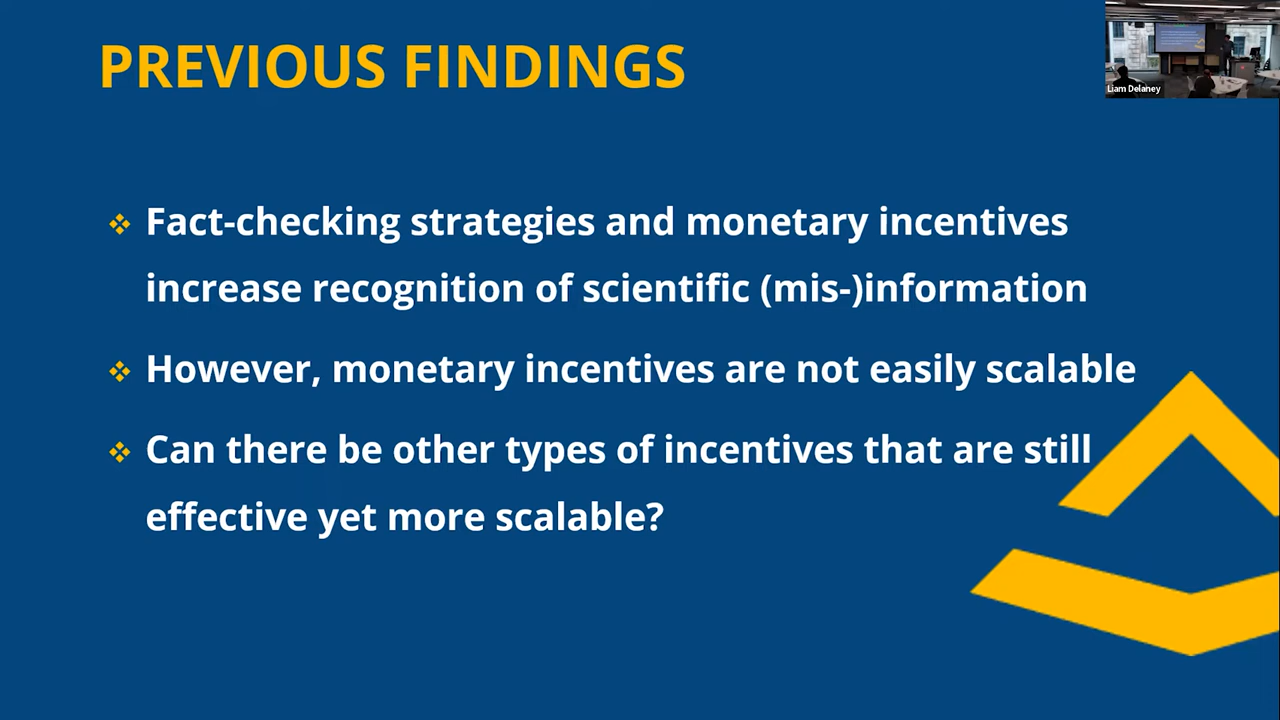 PREVIOUS FINDINGS
Liam Delaney
Fact-checking strategies and monetary incentives
increase recognition of scientific (mis-)information
However, monetary incentives are not easily scalable
Can there be other types of incentives that are still
effective yet more scalable?